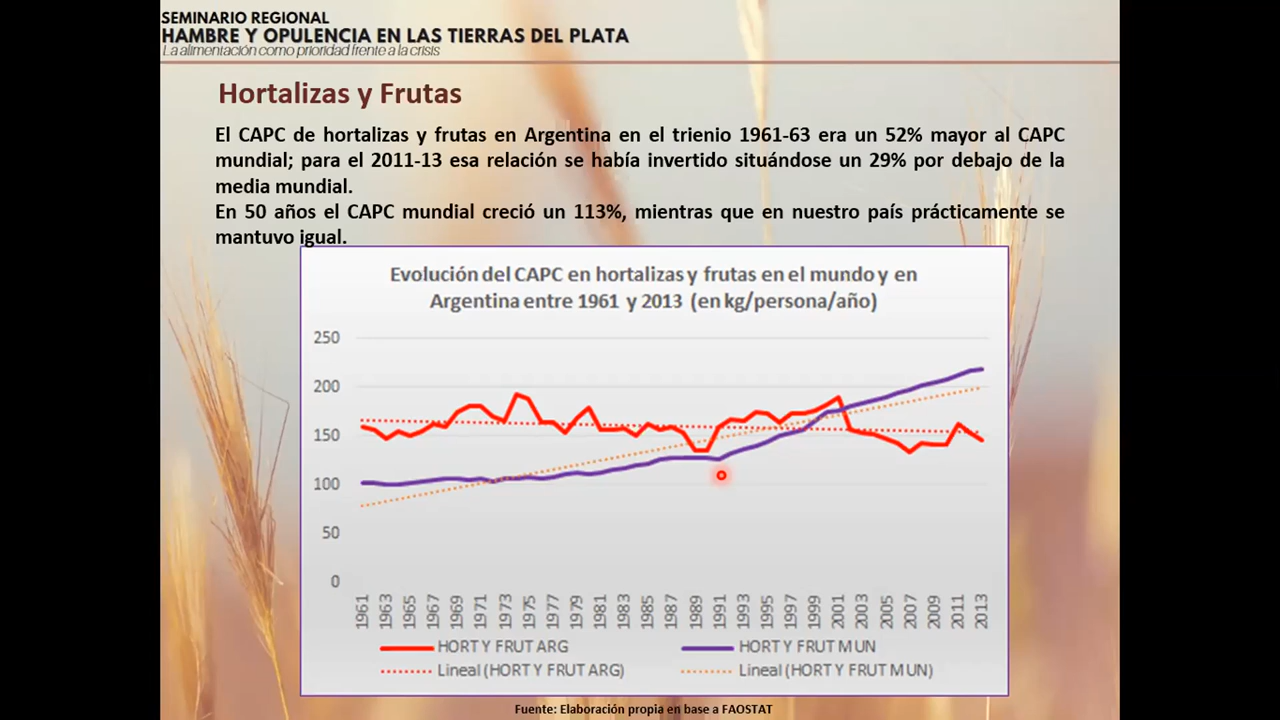 SEMINARIO REGIONAL
HAMBRE Y OPULENCIA EN LAS TIERRAS DEL PLATA
La alimentación como prioridad frente a la crisis
Hortalizas y Frutas
El CAPC de hortalizas y frutas en Argentina en el trienio 1961-63 era un 52% mayor al CAPC
mundial; para el 2011-13 esa relación se había invertido situándose un 29% por debajo de la
media mundial.
En 50 años el CAPC mundial creció un 113%, mientras que en nuestro país prácticamente se
mantuvo igual.
Evolución del CAPC en hortalizas y frutas en el mundo y en
Argentina entre 1961 y 2013 (en kg/persona/año)
250
200
150
100
50
0
1961 1963 1965 1967 1969 1971 1973 1975 1977 1979 1981 1983 1985 1987 1989 1991 1993 1995 1997 1999 2001 2003 2005 2007 2009 2011 2013
HORT Y FRUT ARG HORT Y FRUT MUN
Lineal (HORT Y FRUT ARG) Lineal (HORT Y FRUT MUN)
Fuente: Elaboración propia en base a FAOSTAT